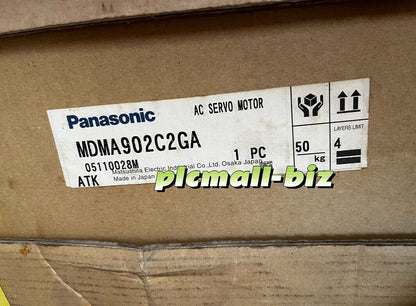 Panasonic
AC SERVO MOTOR
MDMA902C2GA
05110028M
1 PC
Matsushita Electric Industrial Co.,Ltd. Osaka Japan
ATK
Made in Japan
50
kg
LAYERS LIMIT
4
plcmall-biz